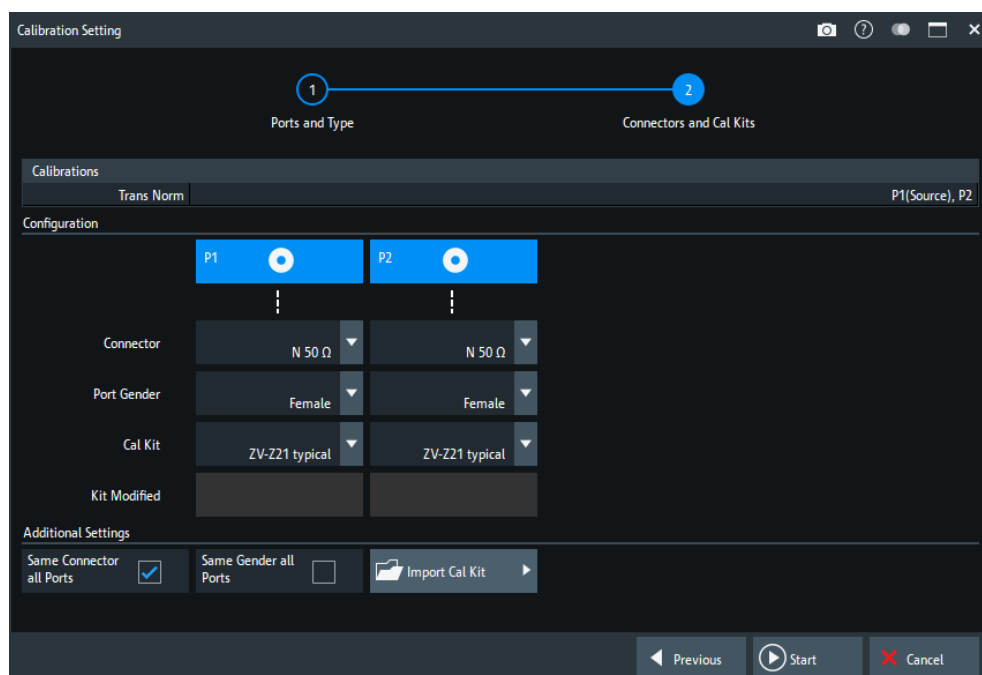 Calibration Setting
?
1
2
Ports and Type
Connectors and Cal Kits
Calibrations
Trans Norm
P1(Source), P2
Configuration
P1
P2
Connector
N 50 Ω
N 50 Ω
Port Gender
Female
Female
Cal Kit
ZV-Z21 typical
ZV-Z21 typical
Kit Modified
Additional Settings
Same Connector
all Ports
Same Gender all
Ports
Import Cal Kit
Previous
Start
Cancel